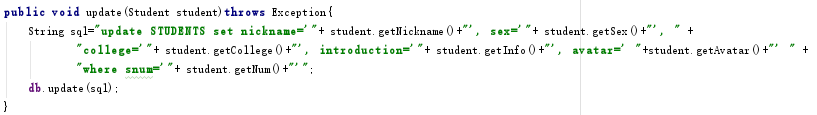 public void update(Student student)throws Exception{
String sql="update STUDENTS set nickname='"+ student.getNickname()+"', sex='"+ student.getSex()+"', " +
"college='"+ student.getCollege()+"', introduction='"+ student.getInfo()+"', avatar=' "+student.getAvatar()+"' " +
"where snum='"+ student.getNum()+"'";
db.update(sql);
}